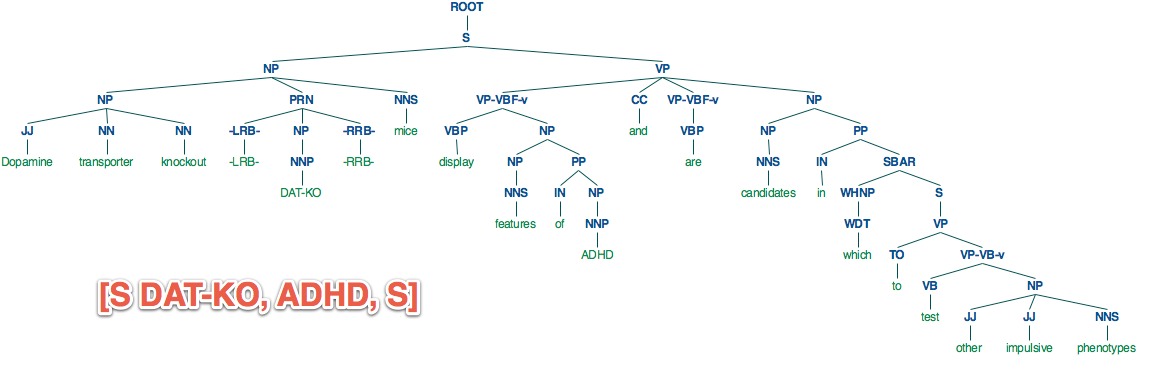 ROOT
S
NP VP
NP PRN NNS VP-VBF-v CC VP-VBF-v NP
JJ NN NN -LRB- NP -RRB- mice VBP NP and VBP NP PP
Dopamine transporter knockout -LRB- NNP -RRB- display NP PP are NNS IN SBAR
DAT-KO NNS IN NP candidates in WHNP S
features of NNP WDT VP
ADHD which TO VP-VB-v
to VB NP
[S DAT-KO, ADHD, S]
test JJ JJ NNS
other impulsive phenotypes